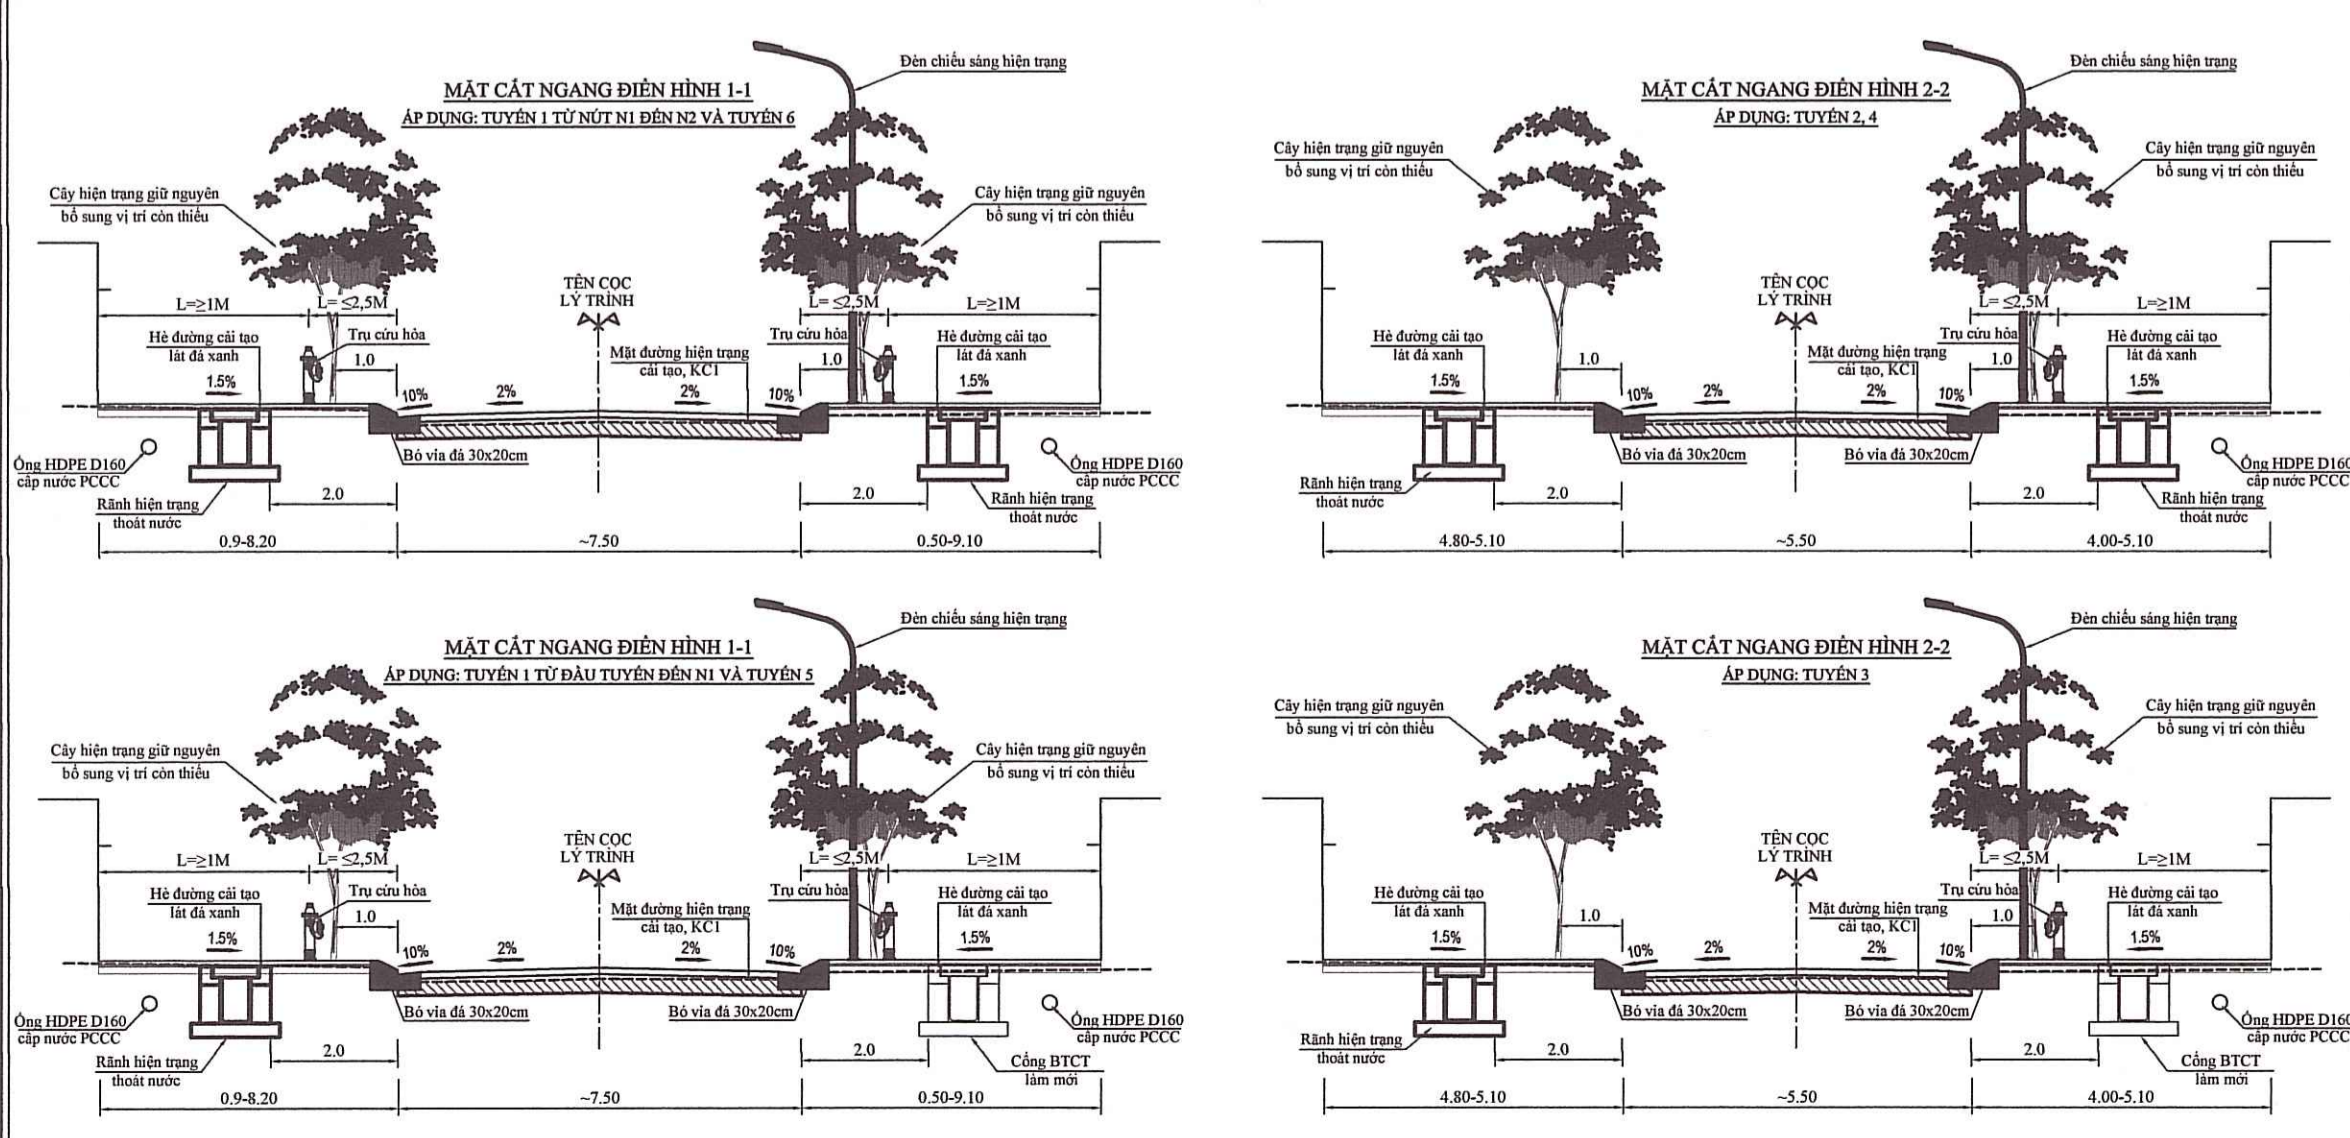 MẶT CẮT NGANG ĐIỂN HÌNH 1-1
ÁP DỤNG: TUYẾN 1 TỪ NÚT N1 ĐẾN N2 VÀ TUYẾN 6
Đèn chiếu sáng hiện trạng
Cây hiện trạng giữ nguyên
bổ sung vị trí còn thiếu
Cây hiện trạng giữ nguyên
bổ sung vị trí còn thiếu
TÊN CỌC
LÝ TRÌNH
L=≥1M
L= ≤2,5M
L= ≤2,5M
L=≥1M
Hè đường cải tạo
lát đá xanh
Trụ cứu hỏa
Mặt đường hiện trạng
cải tạo, KC1
Trụ cứu hỏa
Hè đường cải tạo
lát đá xanh
1.0
1.0
1.5%
10%
2%
2%
10%
1.5%
Bó vỉa đá 30x20cm
Ống HDPE D160
cấp nước PCCC
Ống HDPE D160
cấp nước PCCC
Rãnh hiện trạng
thoát nước
2.0
2.0
Rãnh hiện trạng
thoát nước
0.9-8.20
~7.50
0.50-9.10
MẶT CẮT NGANG ĐIỂN HÌNH 2-2
ÁP DỤNG: TUYẾN 2, 4
Đèn chiếu sáng hiện trạng
Cây hiện trạng giữ nguyên
bổ sung vị trí còn thiếu
Cây hiện trạng giữ nguyên
bổ sung vị trí còn thiếu
TÊN CỌC
LÝ TRÌNH
L= ≤2,5M
L=≥1M
Hè đường cải tạo
lát đá xanh
Mặt đường hiện trạng
cải tạo, KC1
Trụ cứu hỏa
Hè đường cải tạo
lát đá xanh
1.0
1.0
1.5%
10%
2%
2%
10%
1.5%
Bó vỉa đá 30x20cm
Bó vỉa đá 30x20cm
Ống HDPE D160
cấp nước PCCC
Rãnh hiện trạng
thoát nước
2.0
2.0
Rãnh hiện trạng
thoát nước
4.80-5.10
~5.50
4.00-5.10
MẶT CẮT NGANG ĐIỂN HÌNH 1-1
ÁP DỤNG: TUYẾN 1 TỪ ĐẦU TUYẾN ĐẾN N1 VÀ TUYẾN 5
Đèn chiếu sáng hiện trạng
Cây hiện trạng giữ nguyên
bổ sung vị trí còn thiếu
Cây hiện trạng giữ nguyên
bổ sung vị trí còn thiếu
TÊN CỌC
LÝ TRÌNH
L=≥1M
L= ≤2,5M
L= ≤2,5M
L=≥1M
Hè đường cải tạo
lát đá xanh
Trụ cứu hỏa
Mặt đường hiện trạng
cải tạo, KC1
Trụ cứu hỏa
Hè đường cải tạo
lát đá xanh
1.0
1.5%
10%
2%
2%
10%
1.5%
Bó vỉa đá 30x20cm
Bó vỉa đá 30x20cm
Ống HDPE D160
cấp nước PCCC
Ống HDPE D160
cấp nước PCCC
Rãnh hiện trạng
thoát nước
2.0
2.0
Cống BTCT
làm mới
0.9-8.20
~7.50
0.50-9.10
MẶT CẮT NGANG ĐIỂN HÌNH 2-2
ÁP DỤNG: TUYẾN 3
Đèn chiếu sáng hiện trạng
Cây hiện trạng giữ nguyên
bổ sung vị trí còn thiếu
Cây hiện trạng giữ nguyên
bổ sung vị trí còn thiếu
TÊN CỌC
LÝ TRÌNH
L= ≤2,5M
L=≥1M
Hè đường cải tạo
lát đá xanh
Mặt đường hiện trạng
cải tạo, KC1
Trụ cứu hỏa
Hè đường cải tạo
lát đá xanh
1.0
1.0
1.5%
10%
2%
2%
10%
1.5%
Bó vỉa đá 30x20cm
Bó vỉa đá 30x20cm
Ống HDPE D160
cấp nước PCCC
Rãnh hiện trạng
thoát nước
2.0
2.0
Cống BTCT
làm mới
4.80-5.10
~5.50
4.00-5.10